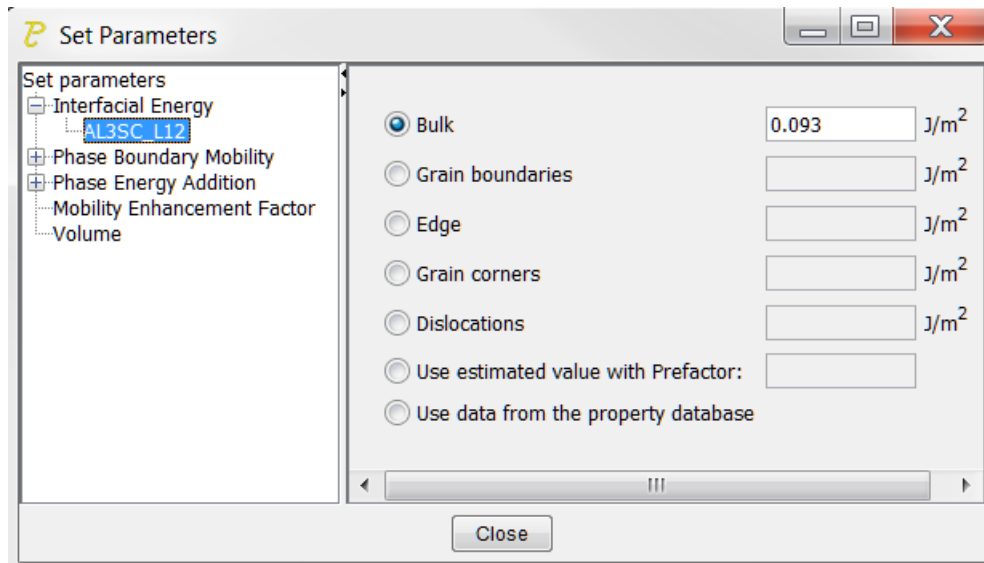 Set Parameters
Set parameters
Interfacial Energy
AL3SC_L12
Phase Boundary Mobility
Phase Energy Addition
Mobility Enhancement Factor
Volume
Bulk 0.093 J/m²
Grain boundaries J/m²
Edge J/m²
Grain corners J/m²
Dislocations J/m²
Use estimated value with Prefactor:
Use data from the property database
Close